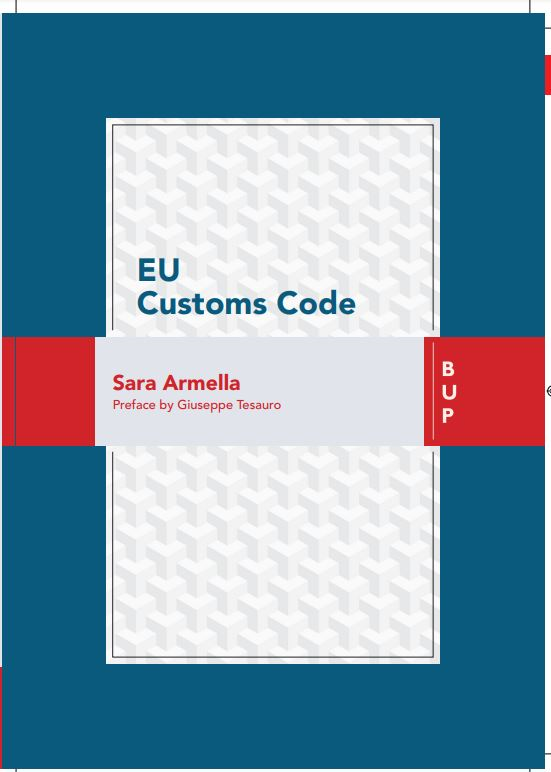 EU
Customs Code
Sara Armella
Preface by Giuseppe Tesauro
B
U
P